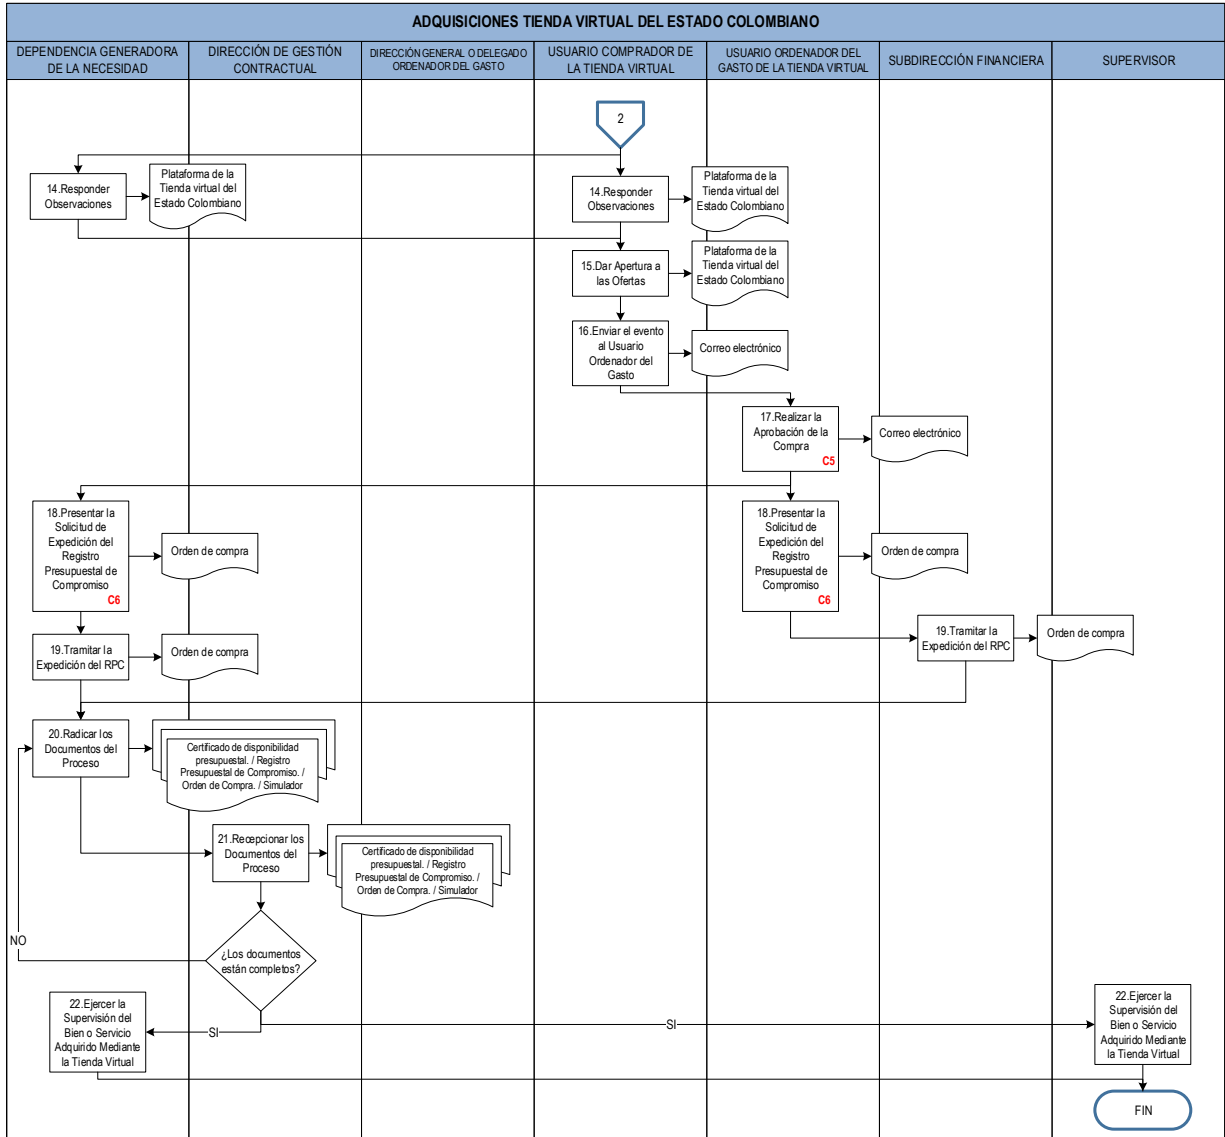 ADQUISICIONES TIENDA VIRTUAL DEL ESTADO COLOMBIANO
DEPENDENCIA GENERADORA
DE LA NECESIDAD
DIRECCIÓN DE GESTIÓN
CONTRACTUAL
DIRECCIÓN GENERAL O DELEGADO
ORDENADOR DEL GASTO
USUARIO COMPRADOR DE
LA TIENDA VIRTUAL
USUARIO ORDENADOR DEL
GASTO DE LA TIENDA VIRTUAL
SUBDIRECCIÓN FINANCIERA
SUPERVISOR
2
14.Responder
Observaciones
Plataforma de la
Tienda virtual del
Estado Colombiano
14.Responder
Observaciones
Plataforma de la
Tienda virtual del
Estado Colombiano
15.Dar Apertura a
las Ofertas
Plataforma de la
Tienda virtual del
Estado Colombiano
16.Enviar el evento
al Usuario
Ordenador del
Gasto
Correo electrónico
17.Realizar la
Aprobación de la
Compra
C5
Correo electrónico
18.Presentar la
Solicitud de
Expedición del
Registro
Presupuestal de
Compromiso
C6
Orden de compra
18.Presentar la
Solicitud de
Expedición del
Registro
Presupuestal de
Compromiso
C6
Orden de compra
19.Tramitar la
Expedición del RPC
Orden de compra
19.Tramitar la
Expedición del RPC
Orden de compra
20.Radicar los
Documentos del
Proceso
Certificado de disponibilidad
presupuestal. / Registro
Presupuestal de Compromiso. /
Orden de Compra. / Simulador
21.Recepcionar los
Documentos del
Proceso
Certificado de disponibilidad
presupuestal. / Registro
Presupuestal de Compromiso. /
Orden de Compra. / Simulador
NO
¿Los documentos
están completos?
22.Ejercer la
Supervisión del
Bien o Servicio
Adquirido Mediante
la Tienda Virtual
SI
SI
22.Ejercer la
Supervisión del
Bien o Servicio
Adquirido Mediante
la Tienda Virtual
FIN